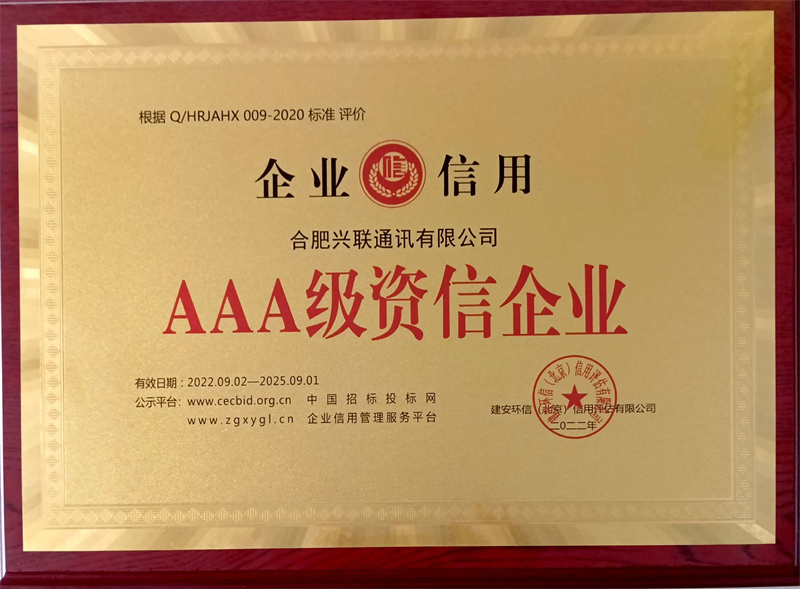 根据 Q/HRJAHX 009-2020 标准 评价
企业 信用
合肥兴联通讯有限公司
AAA级资信企业
有效日期：2022.09.02—2025.09.01
公示平台：www.cecbid.org.cn 中国招标投标网
www.zgxygl.cn 企业信用管理服务平台
建安环信（北京）信用评估有限公司
二〇二二年